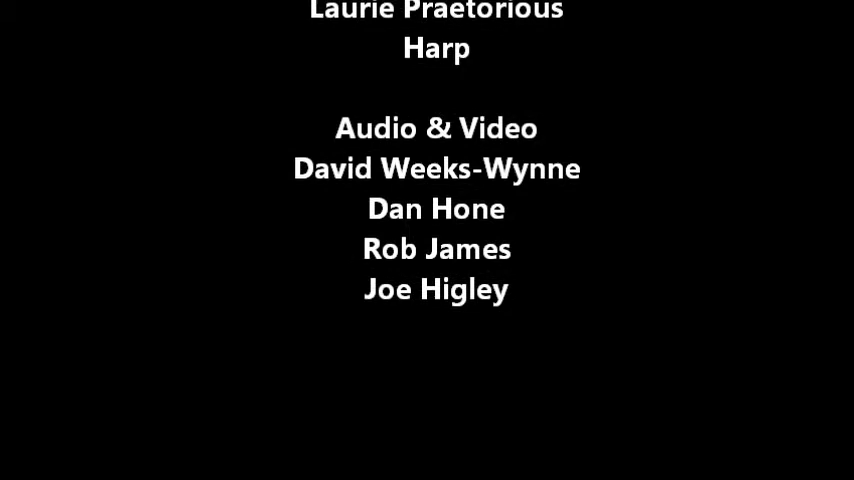 Laurie Praetorious
Harp
Audio & Video
David Weeks-Wynne
Dan Hone
Rob James
Joe Higley